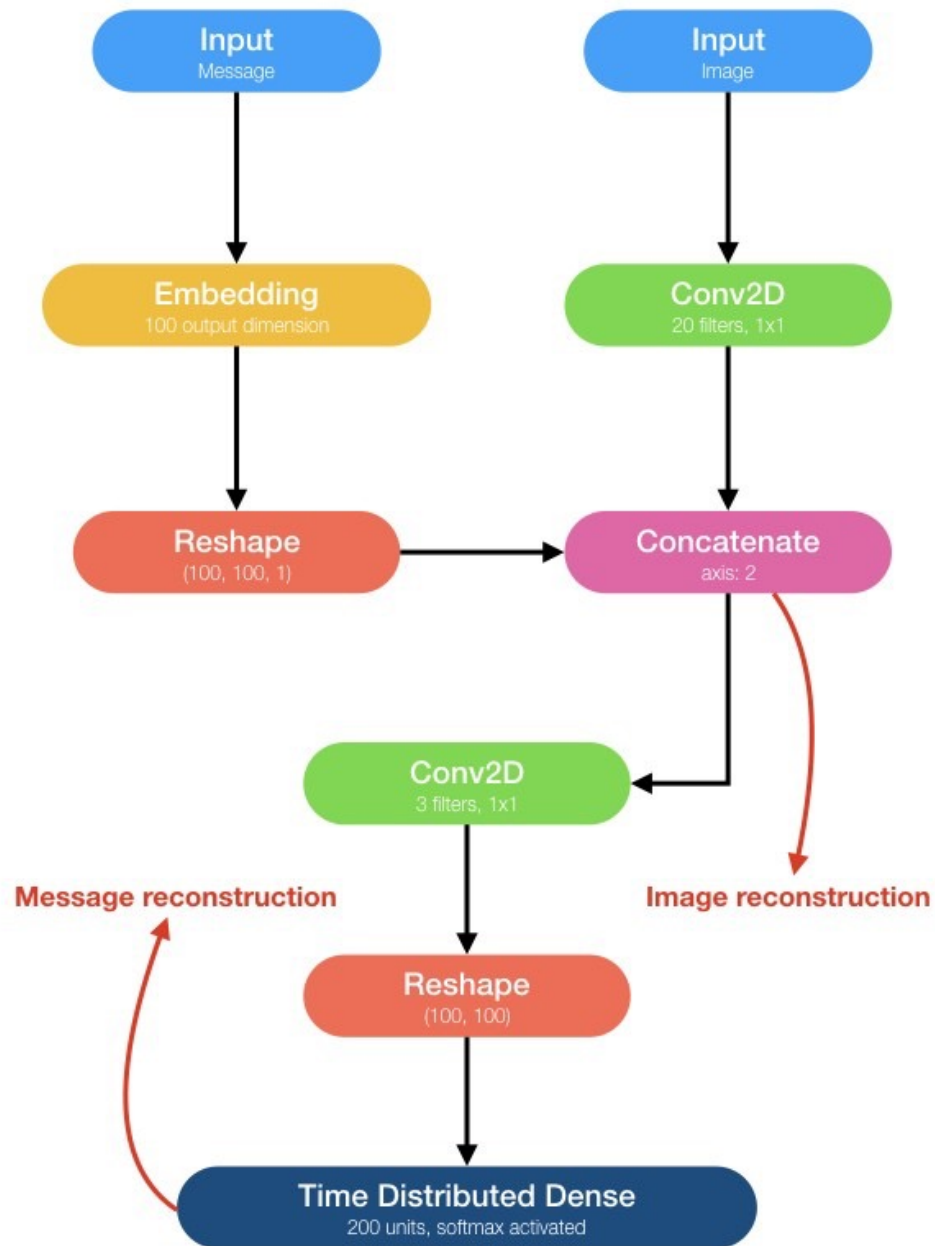 Input
Message
Input
Image
Embedding
100 output dimension
Conv2D
20 filters, 1x1
Reshape
(100, 100, 1)
Concatenate
axis: 2
Conv2D
3 filters, 1x1
Message reconstruction
Image reconstruction
Reshape
(100, 100)
Time Distributed Dense
200 units, softmax activated